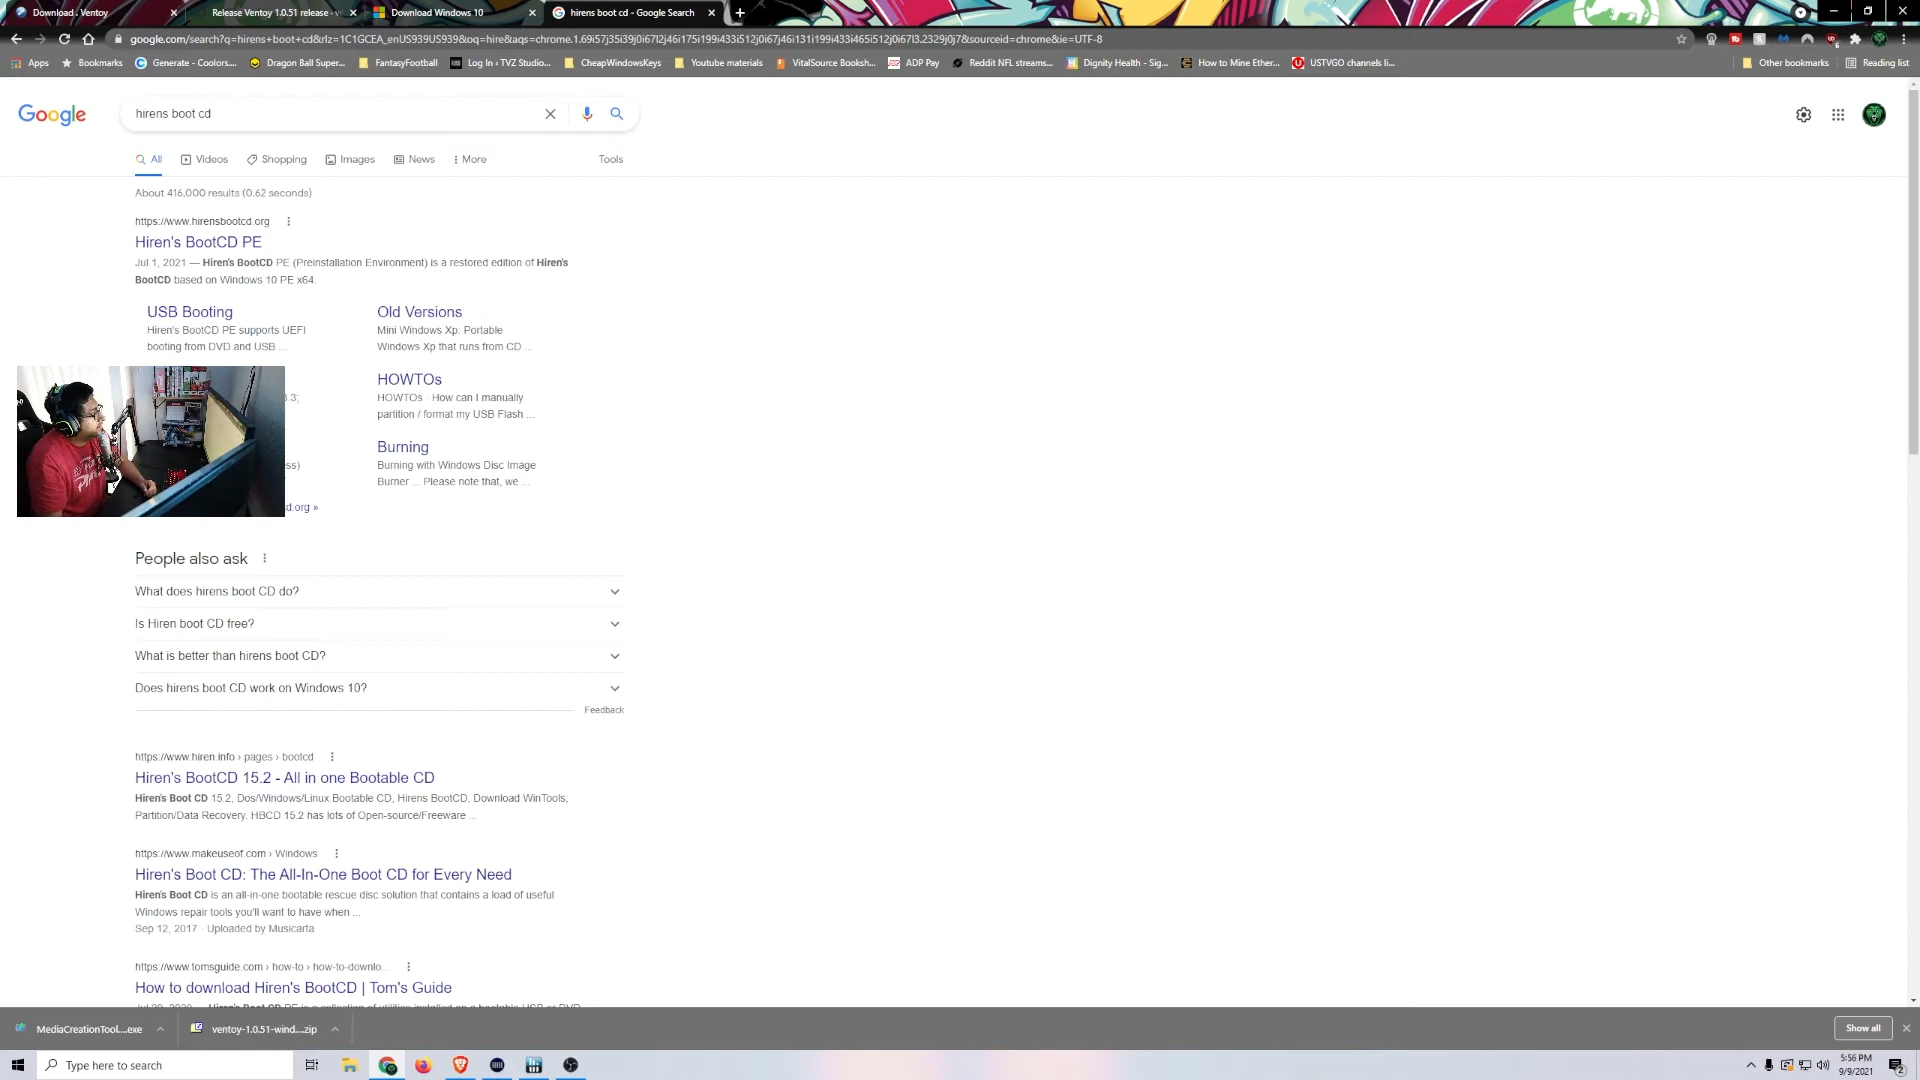 Download . Ventoy
Release Ventoy 1.0.51 release · v
Download Windows 10
hirens boot cd - Google Search
google.com/search?q=hirens+boot+cd&rlz=1C1GCEA_enUS939US939&oq=hire&aqs=chrome.1.69i57j35i39j0i67l2j46i175i199i433i512j0i67j46i131i199i433i465i512j0i67l3.2329j0j7&sourceid=chrome&ie=UTF-8
Apps
Bookmarks
Generate - Coolors....
Dragon Ball Super...
FantasyFootball
Log In ‹ TVZ Studio...
CheapWindowsKeys
Youtube materials
VitalSource Booksh...
ADP Pay
Reddit NFL streams...
Dignity Health - Sig...
How to Mine Ether...
USTVGO channels li...
Other bookmarks
Reading list
Google
hirens boot cd
All
Videos
Shopping
Images
News
More
Tools
About 416,000 results (0.62 seconds)
https://www.hirensbootcd.org
Hiren's BootCD PE
Jul 1, 2021 — Hiren's BootCD PE (Preinstallation Environment) is a restored edition of Hiren's
BootCD based on Windows 10 PE x64.
USB Booting
Hiren's BootCD PE supports UEFI
booting from DVD and USB ...
Old Versions
Mini Windows Xp: Portable
Windows Xp that runs from CD ...
3.3;
HOWTOs
HOWTOs · How can I manually
partition / format my USB Flash ...
ss)
Burning
Burning with Windows Disc Image
Burner ... Please note that, we ...
d.org »
People also ask
What does hirens boot CD do?
Is Hiren boot CD free?
What is better than hirens boot CD?
Does hirens boot CD work on Windows 10?
Feedback
https://www.hiren.info › pages › bootcd
Hiren's BootCD 15.2 - All in one Bootable CD
Hiren's Boot CD 15.2, Dos/Windows/Linux Bootable CD, Hirens BootCD, Download WinTools,
Partition/Data Recovery. HBCD 15.2 has lots of Open-source/Freeware ...
https://www.makeuseof.com › Windows
Hiren's Boot CD: The All-In-One Boot CD for Every Need
Hiren's Boot CD is an all-in-one bootable rescue disc solution that contains a load of useful
Windows repair tools you'll want to have when ...
Sep 12, 2017 · Uploaded by Musicarta
https://www.tomsguide.com › how-to › how-to-downlo...
How to download Hiren's BootCD | Tom's Guide
MediaCreationTool....exe
ventoy-1.0.51-wind....zip
Show all
Type here to search
5:56 PM
9/9/2021
2